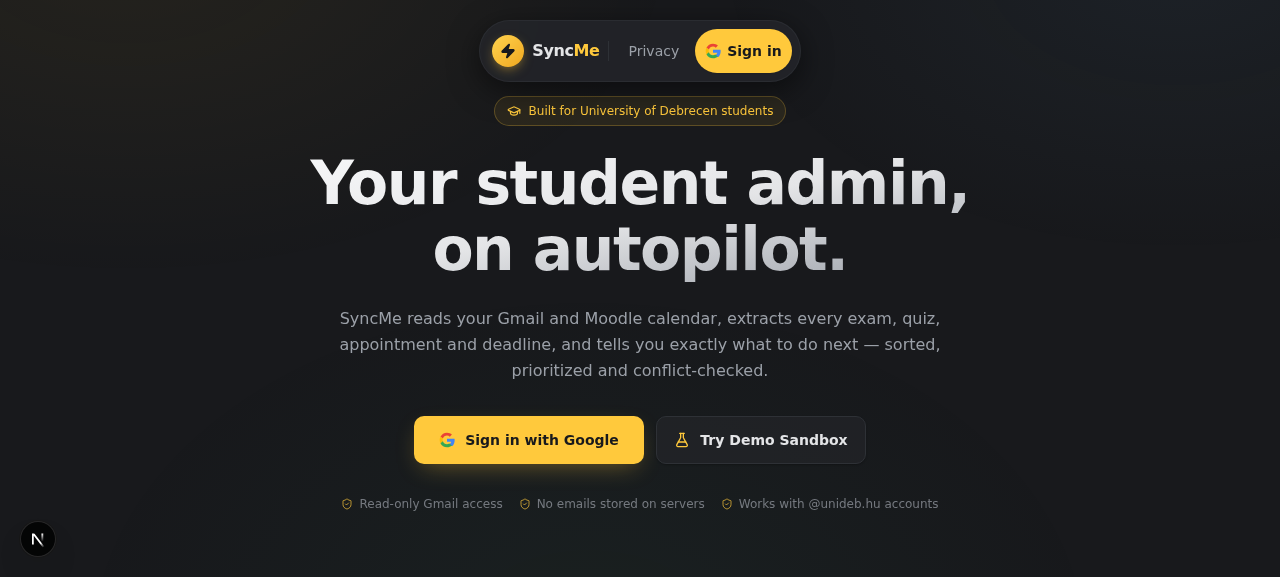 SyncMe
Privacy
Sign in
Built for University of Debrecen students
Your student admin,
on autopilot.
SyncMe reads your Gmail and Moodle calendar, extracts every exam, quiz,
appointment and deadline, and tells you exactly what to do next — sorted,
prioritized and conflict-checked.
Sign in with Google
Try Demo Sandbox
Read-only Gmail access
No emails stored on servers
Works with @unideb.hu accounts
N